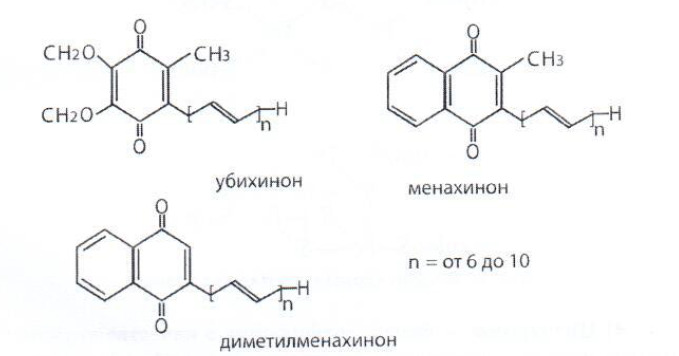 O
CH2O
CH3
CH2O
[
]n
H
O
убихинон
O
CH3
[
]n
H
O
менахинон
O
[
]n
H
O
диметилменахинон
n = от 6 до 10